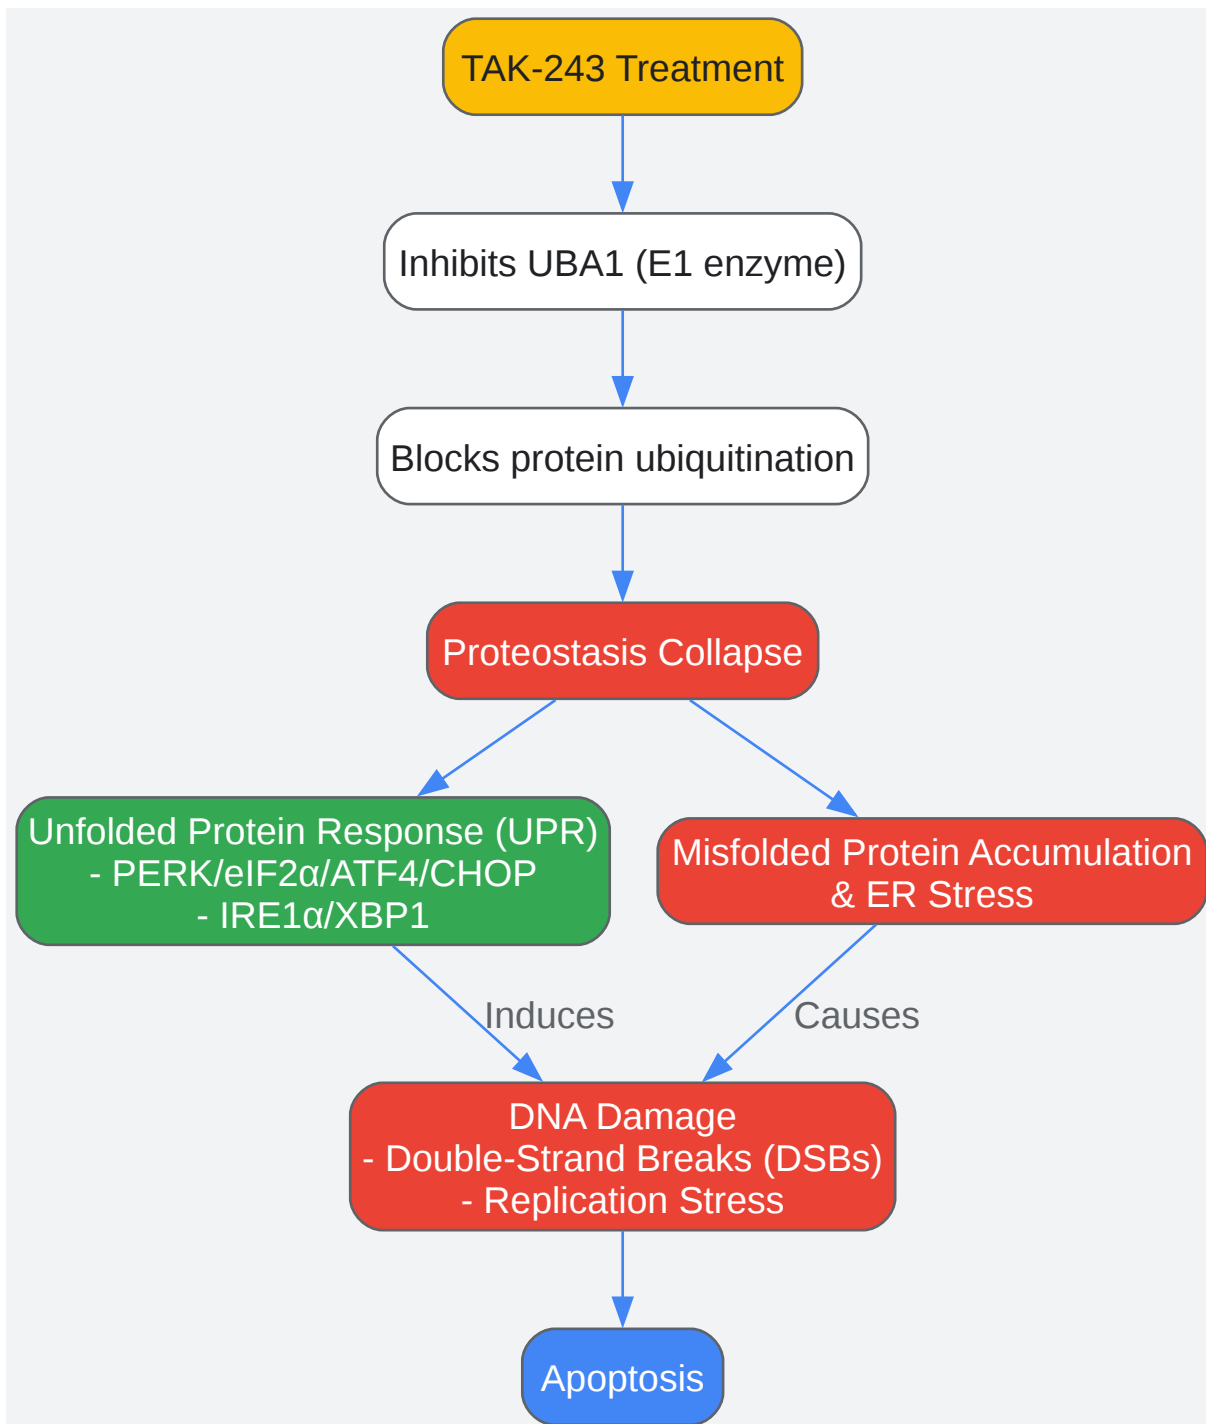 TAK-243 Treatment
Inhibits UBA1 (E1 enzyme)
Blocks protein ubiquitination
Proteostasis Collapse
Unfolded Protein Response (UPR)
- PERK/eIF2α/ATF4/CHOP
- IRE1α/XBP1
Misfolded Protein Accumulation
& ER Stress
Induces
Causes
DNA Damage
- Double-Strand Breaks (DSBs)
- Replication Stress
Apoptosis